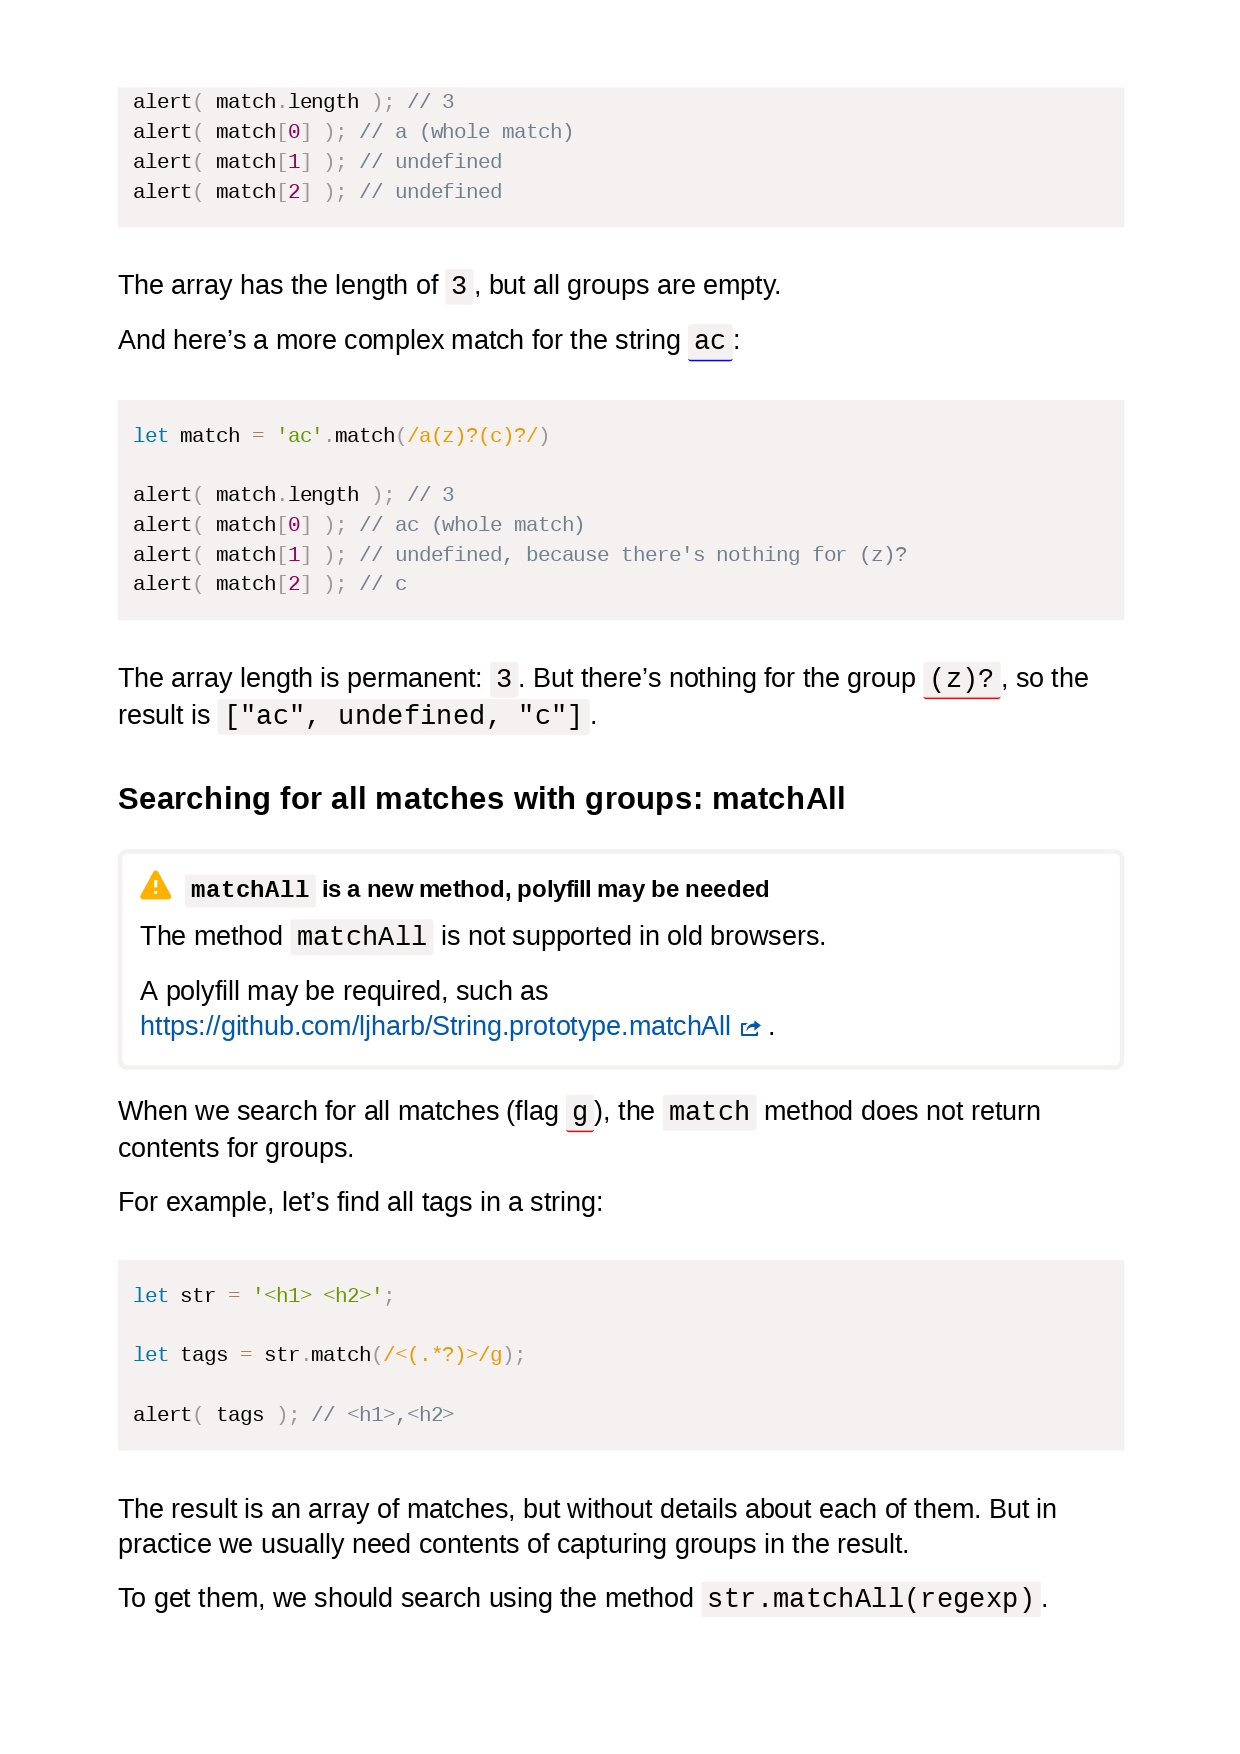 alert( match.length ); // 3
alert( match[0] ); // a (whole match)
alert( match[1] ); // undefined
alert( match[2] ); // undefined
The array has the length of 3, but all groups are empty.
And here’s a more complex match for the string ac:
let match = 'ac'.match(/a(z)?(c)?/)
alert( match.length ); // 3
alert( match[0] ); // ac (whole match)
alert( match[1] ); // undefined, because there's nothing for (z)?
alert( match[2] ); // c
The array length is permanent: 3. But there’s nothing for the group (z)?, so the
result is ["ac", undefined, "c"].
Searching for all matches with groups: matchAll
matchAll is a new method, polyfill may be needed
The method matchAll is not supported in old browsers.
A polyfill may be required, such as
https://github.com/ljharb/String.prototype.matchAll .
When we search for all matches (flag g), the match method does not return
contents for groups.
For example, let’s find all tags in a string:
let str = '<h1> <h2>';
let tags = str.match(/<(.*?)>/g);
alert( tags ); // <h1>,<h2>
The result is an array of matches, but without details about each of them. But in
practice we usually need contents of capturing groups in the result.
To get them, we should search using the method str.matchAll(regexp).